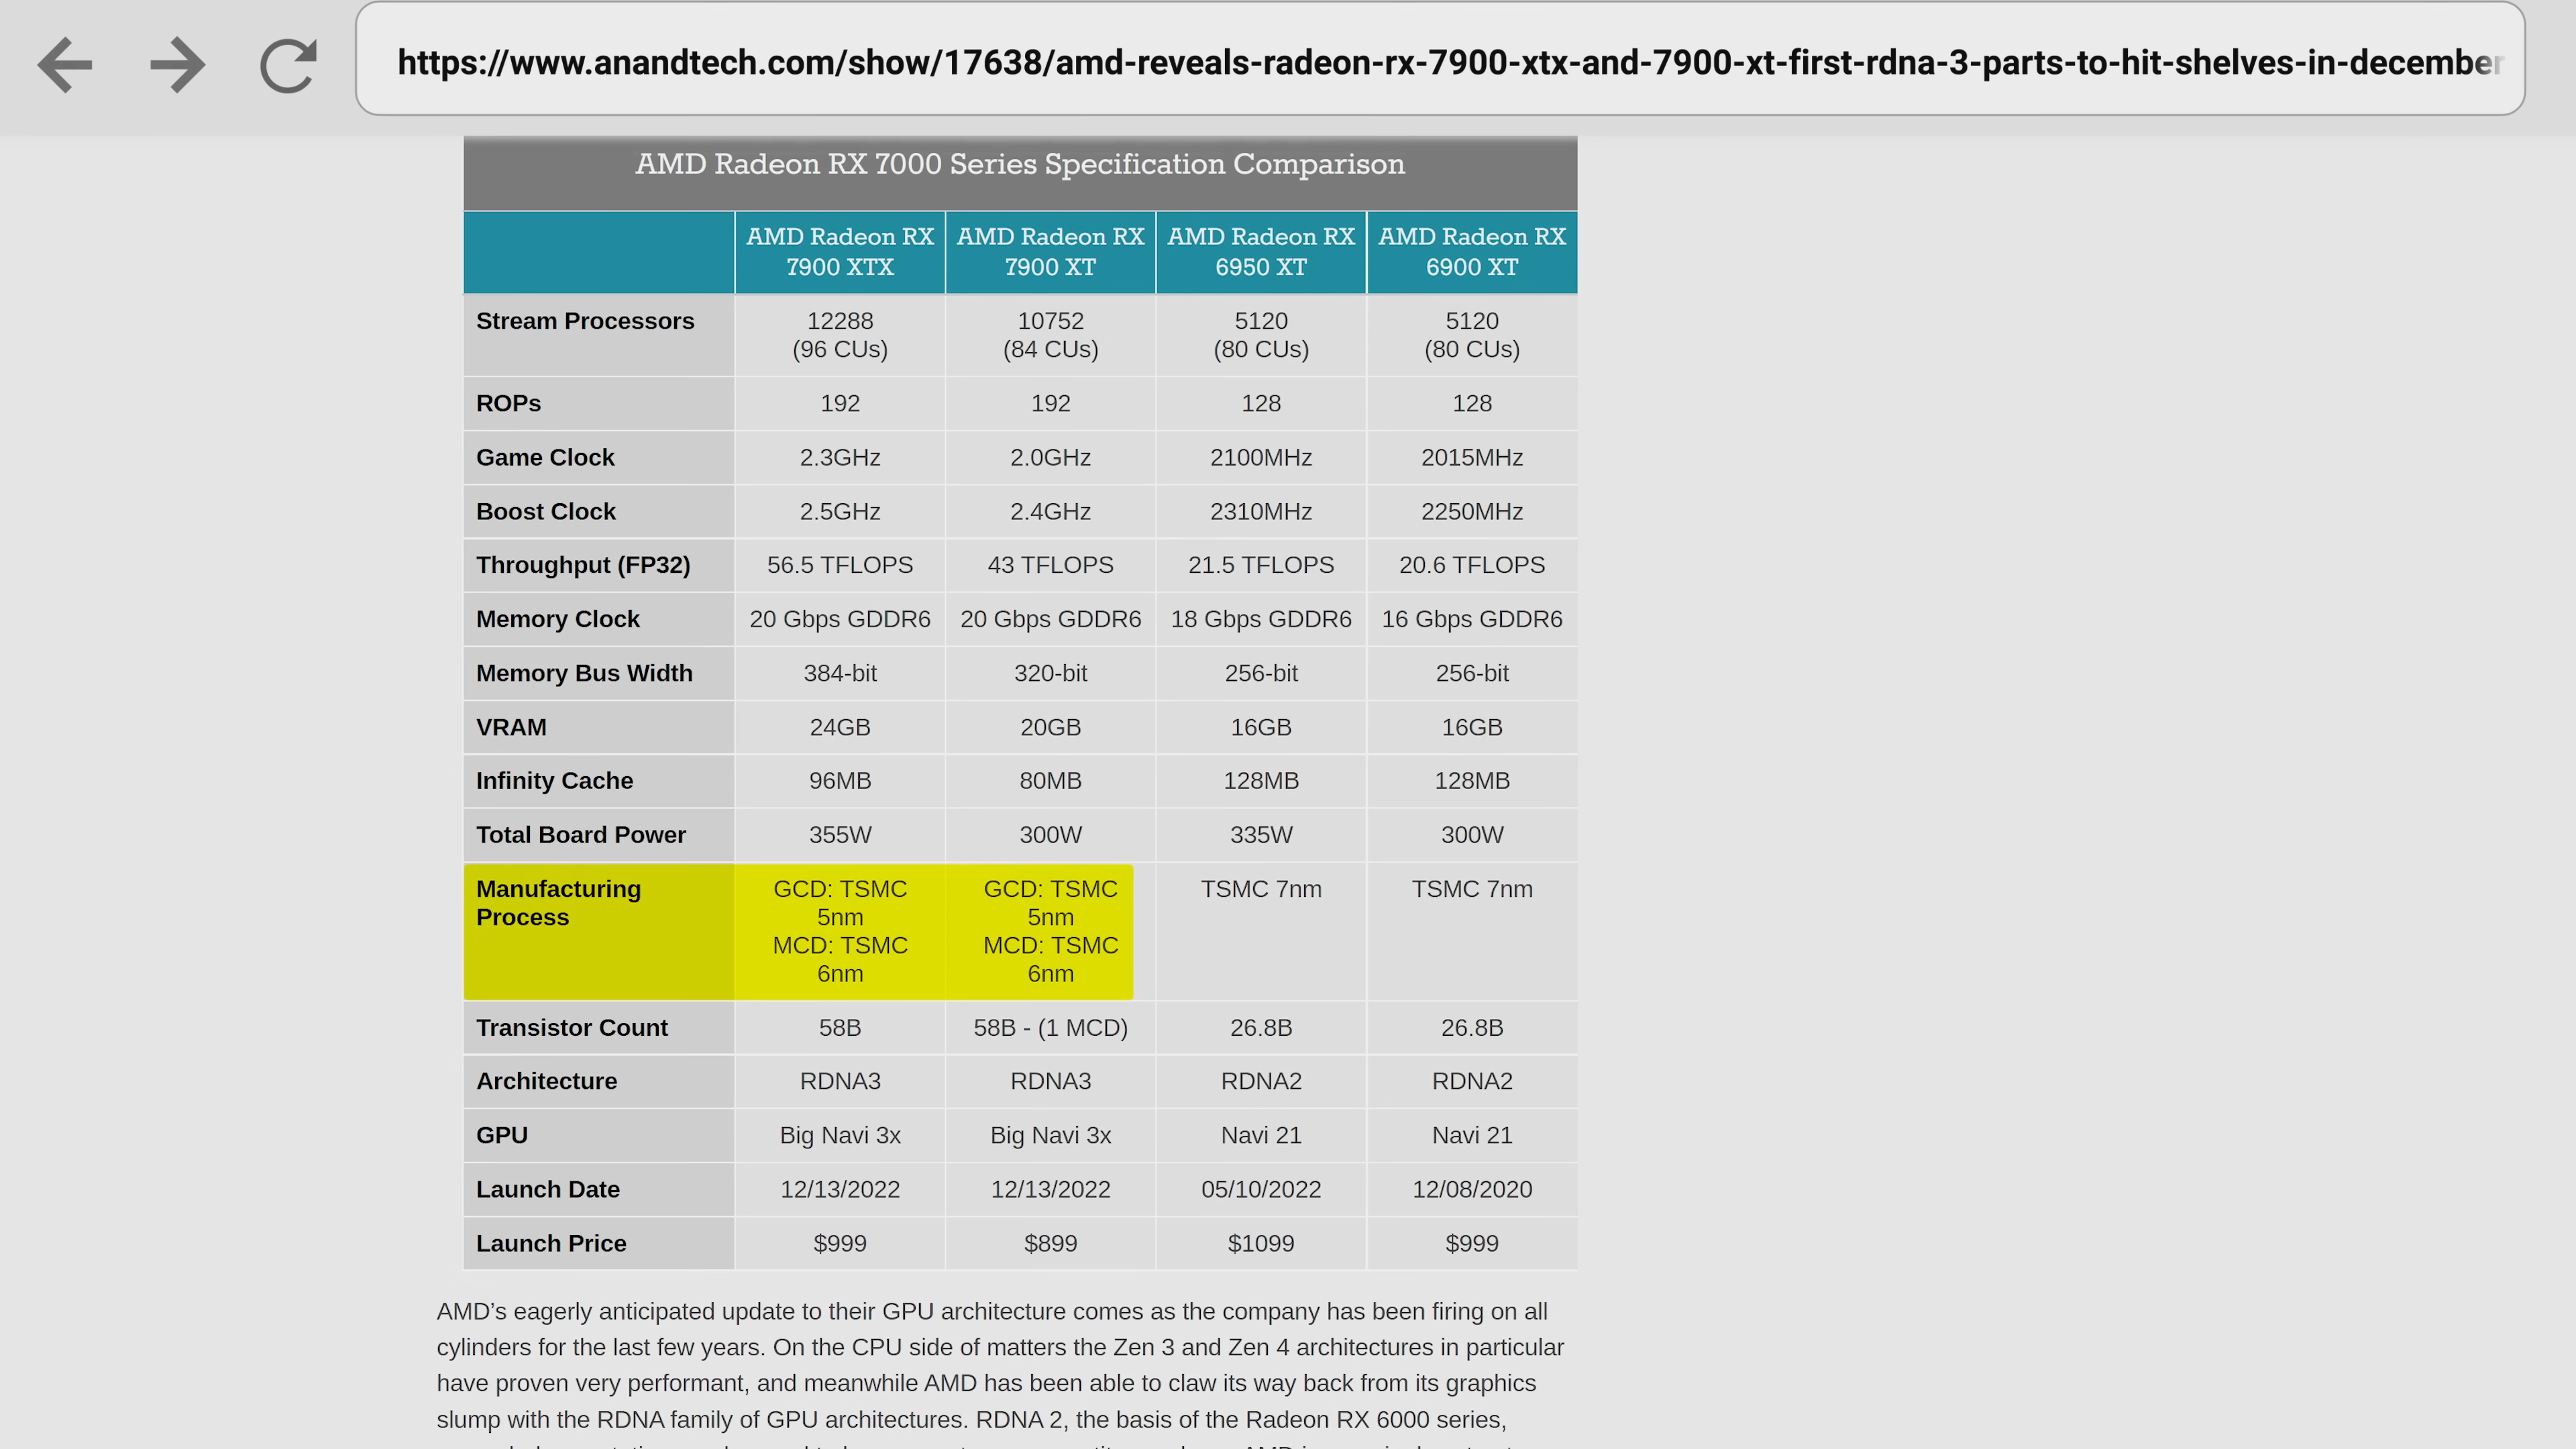 https://www.anandtech.com/show/17638/amd-reveals-radeon-rx-7900-xtx-and-7900-xt-first-rdna-3-parts-to-hit-shelves-in-december
AMD Radeon RX 7000 Series Specification Comparison
AMD Radeon RX 7900 XTX AMD Radeon RX 7900 XT AMD Radeon RX 6950 XT AMD Radeon RX 6900 XT
Stream Processors 12288 (96 CUs) 10752 (84 CUs) 5120 (80 CUs) 5120 (80 CUs)
ROPs 192 192 128 128
Game Clock 2.3GHz 2.0GHz 2100MHz 2015MHz
Boost Clock 2.5GHz 2.4GHz 2310MHz 2250MHz
Throughput (FP32) 56.5 TFLOPS 43 TFLOPS 21.5 TFLOPS 20.6 TFLOPS
Memory Clock 20 Gbps GDDR6 20 Gbps GDDR6 18 Gbps GDDR6 16 Gbps GDDR6
Memory Bus Width 384-bit 320-bit 256-bit 256-bit
VRAM 24GB 20GB 16GB 16GB
Infinity Cache 96MB 80MB 128MB 128MB
Total Board Power 355W 300W 335W 300W
Manufacturing Process GCD: TSMC 5nm MCD: TSMC 6nm GCD: TSMC 5nm MCD: TSMC 6nm TSMC 7nm TSMC 7nm
Transistor Count 58B 58B - (1 MCD) 26.8B 26.8B
Architecture RDNA3 RDNA3 RDNA2 RDNA2
GPU Big Navi 3x Big Navi 3x Navi 21 Navi 21
Launch Date 12/13/2022 12/13/2022 05/10/2022 12/08/2020
Launch Price $999 $899 $1099 $999
AMD’s eagerly anticipated update to their GPU architecture comes as the company has been firing on all
cylinders for the last few years. On the CPU side of matters the Zen 3 and Zen 4 architectures in particular
have proven very performant, and meanwhile AMD has been able to claw its way back from its graphics
slump with the RDNA family of GPU architectures. RDNA 2, the basis of the Radeon RX 6000 series,